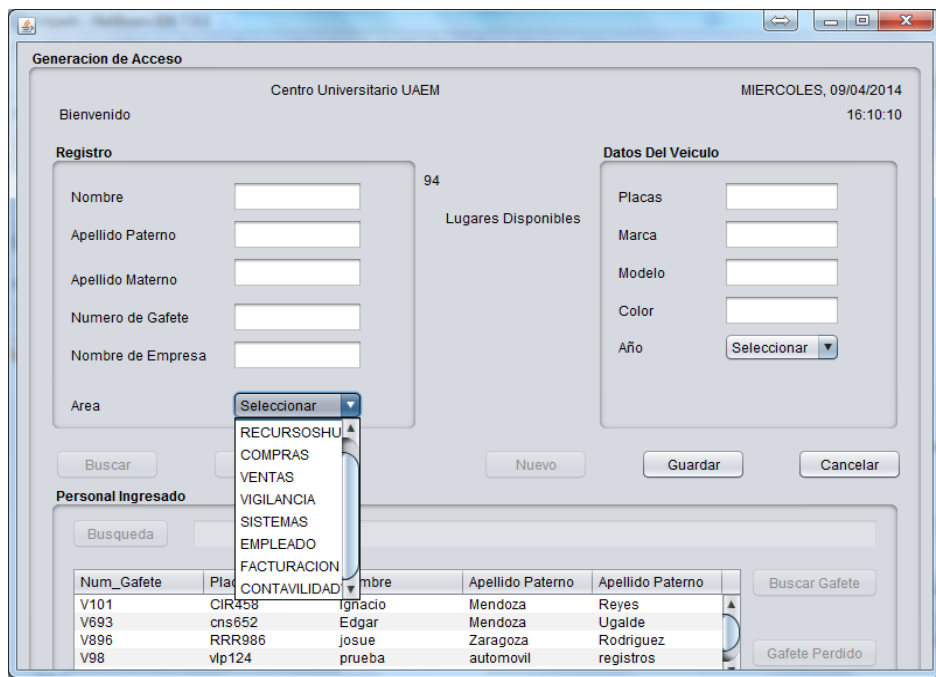 Generacion de Acceso
Centro Universitario UAEM
MIERCOLES, 09/04/2014
Bienvenido
16:10:10
Registro
Nombre
Apellido Paterno
Apellido Materno
Numero de Gafete
Nombre de Empresa
Area
Seleccionar
RECURSOSHU
COMPRAS
VENTAS
VIGILANCIA
SISTEMAS
EMPLEADO
FACTURACION
CONTAVILIDAD
94
Lugares Disponibles
Datos Del Veiculo
Placas
Marca
Modelo
Color
Año
Seleccionar
Buscar
Nuevo
Guardar
Cancelar
Personal Ingresado
Busqueda
Num_Gafete Apellido Paterno Apellido Paterno
V101 CIR458 Ignacio Mendoza Reyes
V693 cns652 Edgar Mendoza Ugalde
V896 RRR986 josue Zaragoza Rodriguez
V98 vlp124 prueba automovil registros
Buscar Gafete
Gafete Perdido